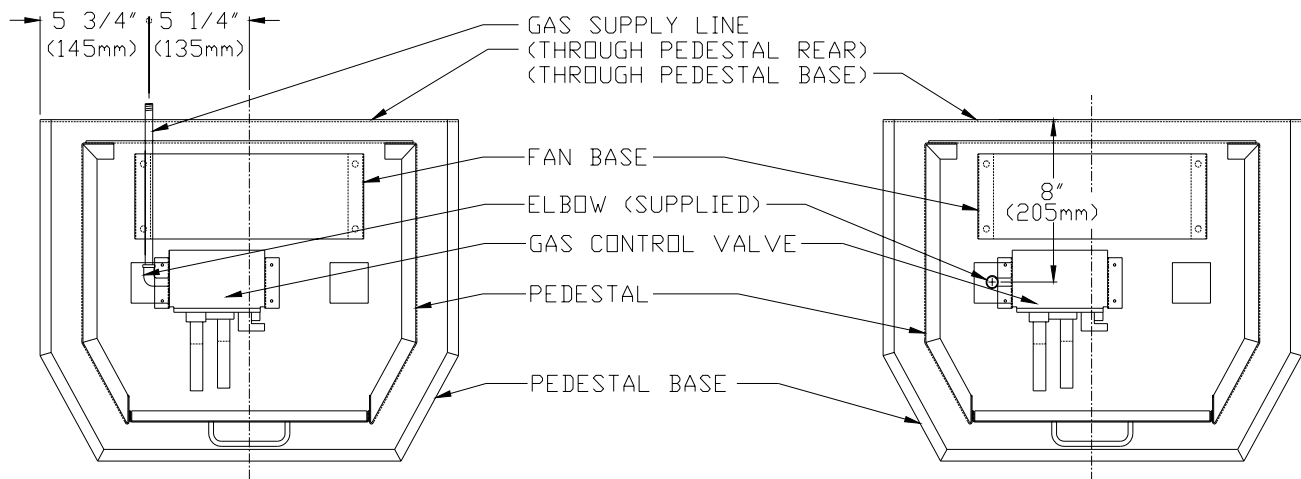 5 3/4" 5 1/4"
(145mm) (135mm)
GAS SUPPLY LINE
(THROUGH PEDESTAL REAR)
(THROUGH PEDESTAL BASE)
FAN BASE
ELBOW (SUPPLIED)
GAS CONTROL VALVE
PEDESTAL
PEDESTAL BASE
8"
(205mm)